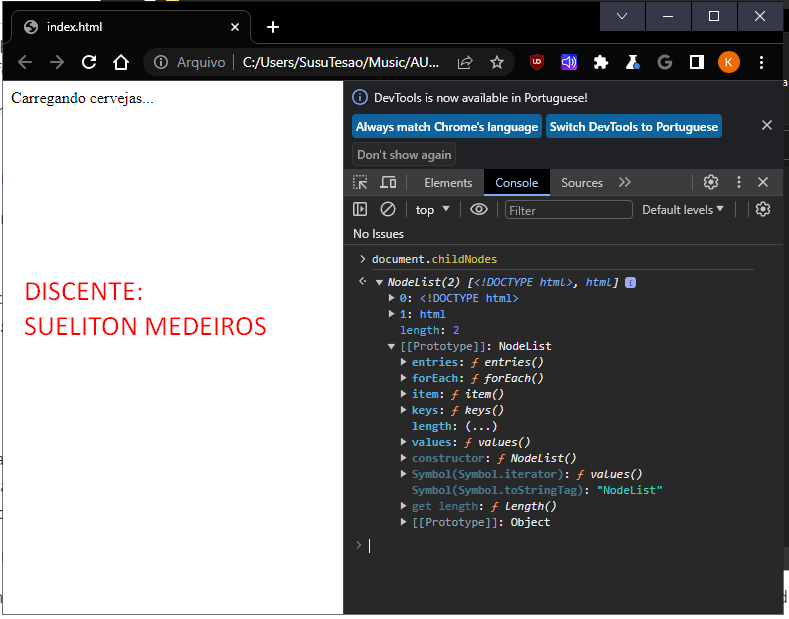 index.html
Arquivo
C:/Users/SusuTesao/Music/AU...
K
Carregando cervejas...
DISCENTE:
SUELITON MEDEIROS
DevTools is now available in Portuguese!
Always match Chrome's language
Switch DevTools to Portuguese
Don't show again
Elements
Console
Sources
top
Filter
Default levels
No Issues
document.childNodes
NodeList(2) [<!DOCTYPE html>, html]
0: <!DOCTYPE html>
1: html
length: 2
[[Prototype]]: NodeList
entries: ƒ entries()
forEach: ƒ forEach()
item: ƒ item()
keys: ƒ keys()
length: (...)
values: ƒ values()
constructor: ƒ NodeList()
Symbol(Symbol.iterator): ƒ values()
Symbol(Symbol.toStringTag): "NodeList"
get length: ƒ length()
[[Prototype]]: Object